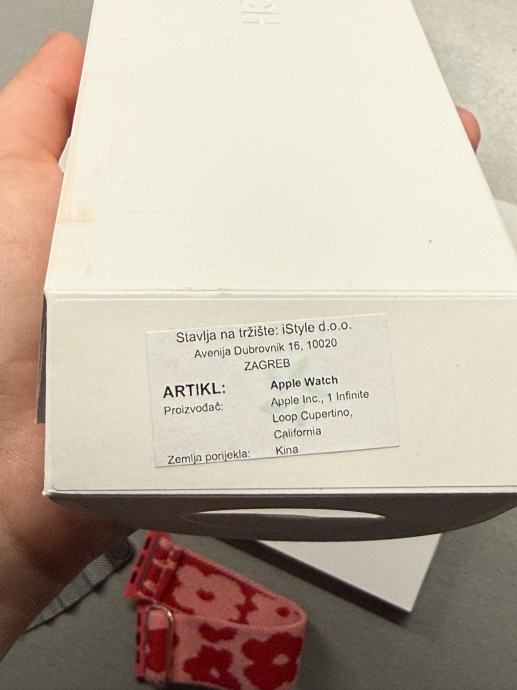 Stavlja na tržište: iStyle d.o.o.
Avenija Dubrovnik 16, 10020
ZAGREB
ARTIKL: Apple Watch
Proizvođač: Apple Inc., 1 Infinite
Loop Cupertino,
California
Zemlja porijekla: Kina